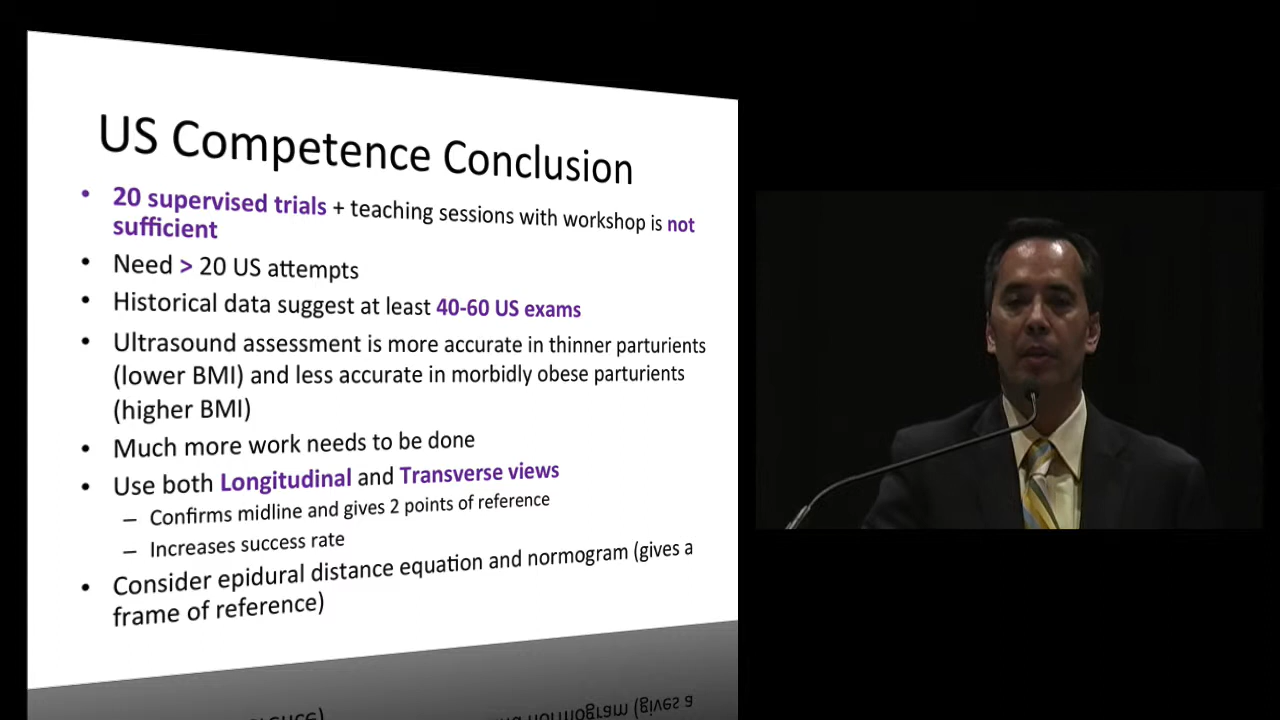 US Competence Conclusion
• 20 supervised trials + teaching sessions with workshop is not
sufficient
• Need > 20 US attempts
• Historical data suggest at least 40-60 US exams
• Ultrasound assessment is more accurate in thinner parturients
(lower BMI) and less accurate in morbidly obese parturients
(higher BMI)
• Much more work needs to be done
• Use both Longitudinal and Transverse views
– Confirms midline and gives 2 points of reference
– Increases success rate
• Consider epidural distance equation and normogram (gives a
frame of reference)